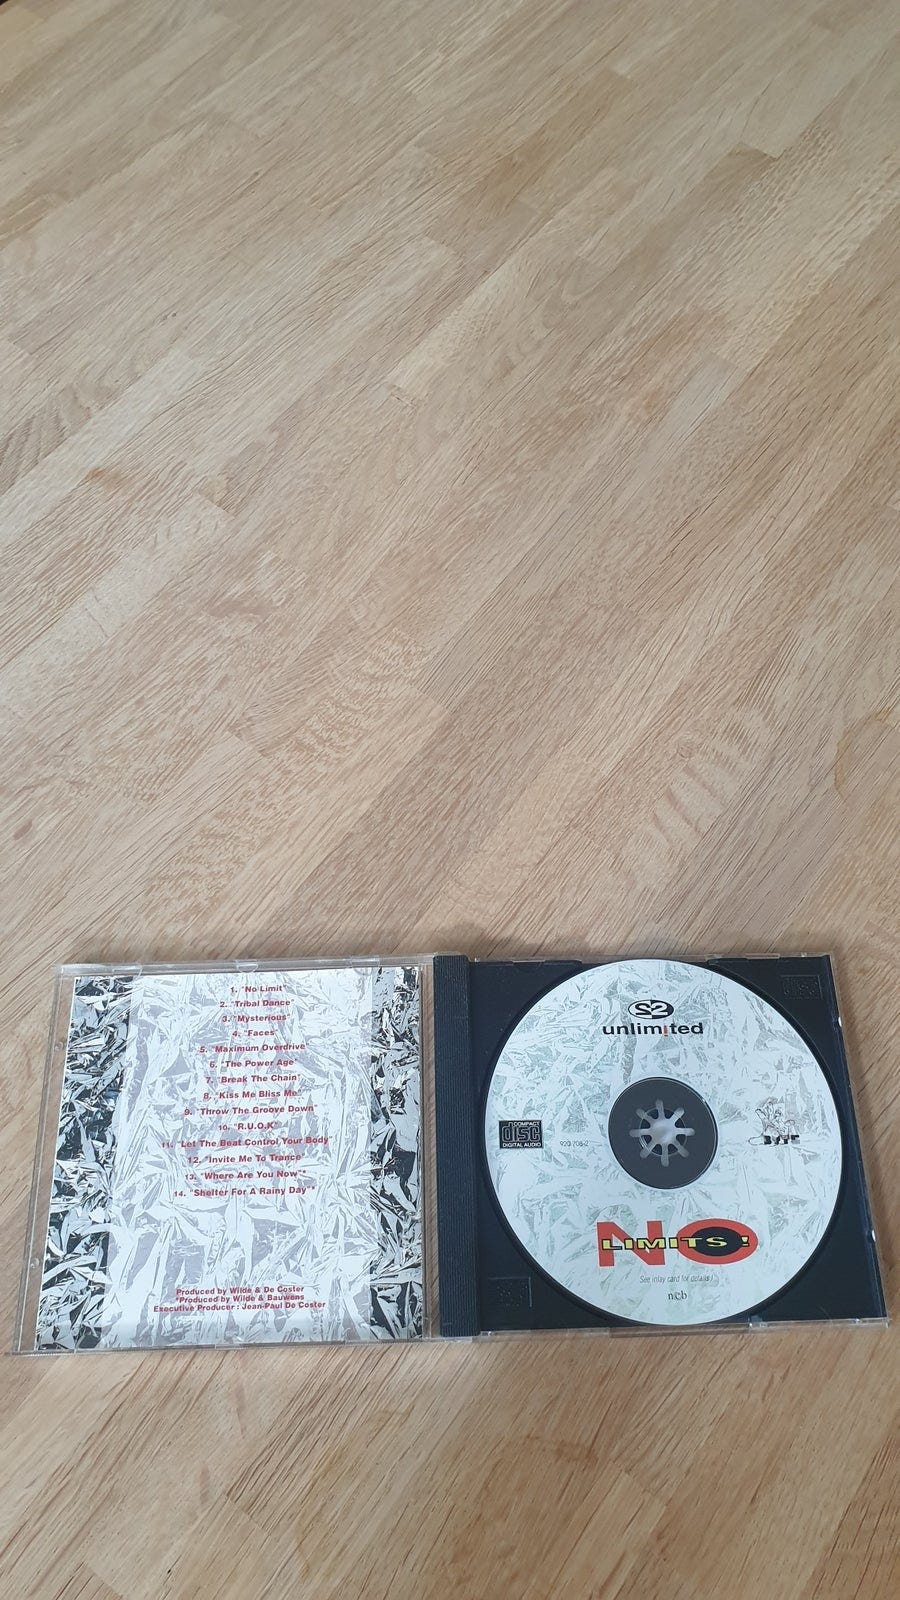 1. "No Limit"
2. "Tribal Dance"
3. "Mysterious"
4. "Faces"
5. "Maximum Overdrive"
6. "The Power Age"
7. "Break The Chain"
8. "Kiss Me Bliss Me"
9. "Throw The Groove Down"
10. "R.U.O.K"
11. "Let The Beat Control Your Body"
12. "Invite Me To Trance"
13. "Where Are You Now"*
14. "Shelter For A Rainy Day"*
Produced by Wilde & De Coster
*Produced by Wilde & Bauwens
Executive Producer : Jean-Paul De Coster
2
unlimited
COMPACT
disc
DIGITAL AUDIO
920 706-2
NO
LIMITS!
See inlay card for details!
ncb